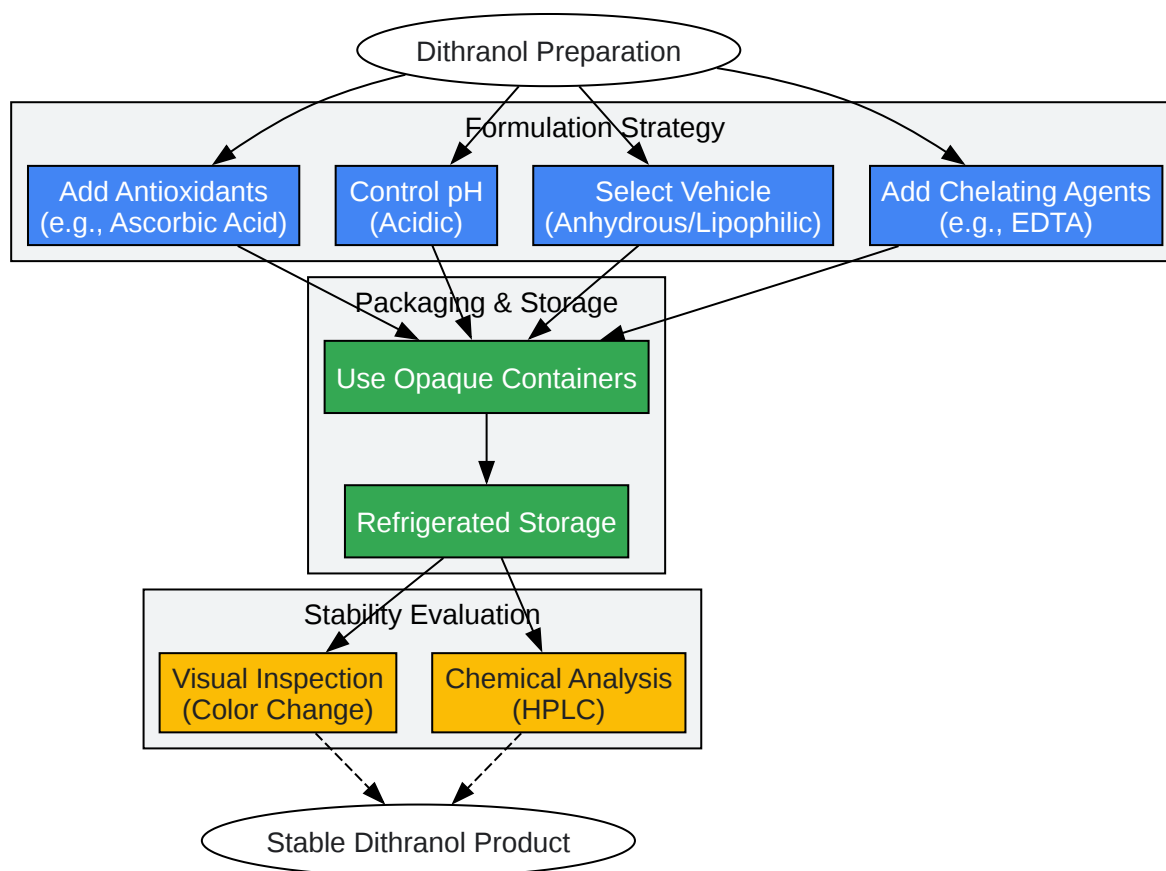 Dithranol Preparation
Formulation Strategy
Add Antioxidants
(e.g., Ascorbic Acid)
Control pH
(Acidic)
Select Vehicle
(Anhydrous/Lipophilic)
Add Chelating Agents
(e.g., EDTA)
Packaging & Storage
Use Opaque Containers
Refrigerated Storage
Stability Evaluation
Visual Inspection
(Color Change)
Chemical Analysis
(HPLC)
Stable Dithranol Product